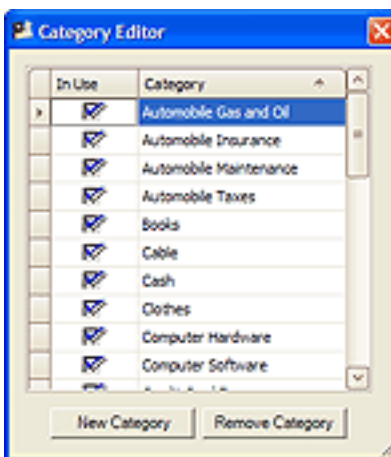 Category Editor
In Use Category
Automobile Gas and Oil
Automobile Insurance
Automobile Maintenance
Automobile Taxes
Books
Cable
Cash
Clothes
Computer Hardware
Computer Software
New Category Remove Category